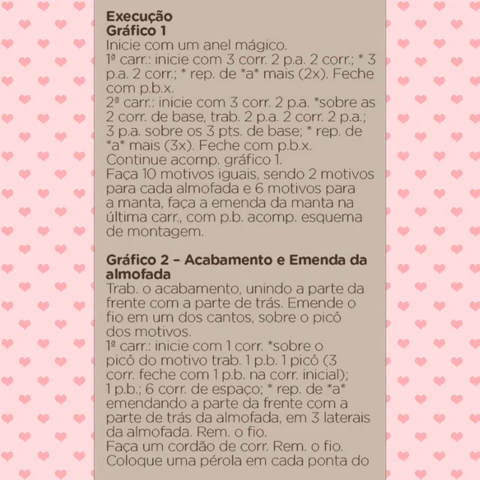 Execução
Gráfico 1
Inicie com um anel mágico.
1ª carr.: inicie com 3 corr. 2 p.a. 2 corr.; * 3
p.a. 2 corr.; * rep. de *a* mais (2x). Feche
com p.b.x.
2ª carr.: inicie com 3 corr. 2 p.a. *sobre as
2 corr. de base, trab. 2 p.a. 2 corr. 2 p.a.;
3 p.a. sobre os 3 pts. de base; * rep. de
*a* mais (3x). Feche com p.b.x.
Continue acomp. gráfico 1.
Faça 10 motivos iguais, sendo 2 motivos
para cada almofada e 6 motivos para
a manta, faça a emenda da manta na
última carr., com p.b. acomp. esquema
de montagem.
Gráfico 2 – Acabamento e Emenda da
almofada
Trab. o acabamento, unindo a parte da
frente com a parte de trás. Emende o
fio em um dos cantos, sobre o picô
dos motivos.
1ª carr.: inicie com 1 corr. *sobre o
picô do motivo trab. 1 p.b. 1 picô (3
corr. feche com 1 p.b. na corr. inicial);
1 p.b.; 6 corr. de espaço; * rep. de *a*
emendando a parte da frente com a
parte de trás da almofada, em 3 laterais
da almofada. Rem. o fio.
Faça um cordão de corr. Rem. o fio.
Coloque uma pérola em cada ponta do